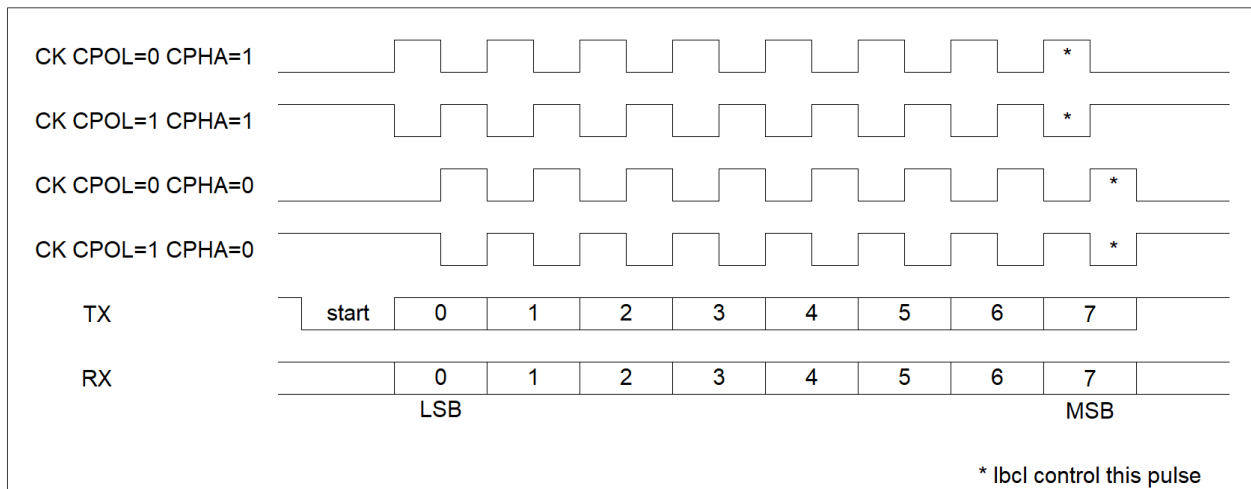 CK CPOL=0 CPHA=1 *
CK CPOL=1 CPHA=1 *
CK CPOL=0 CPHA=0 *
CK CPOL=1 CPHA=0 *
TX start 0 1 2 3 4 5 6 7
RX 0 1 2 3 4 5 6 7
LSB MSB
* lbcl control this pulse